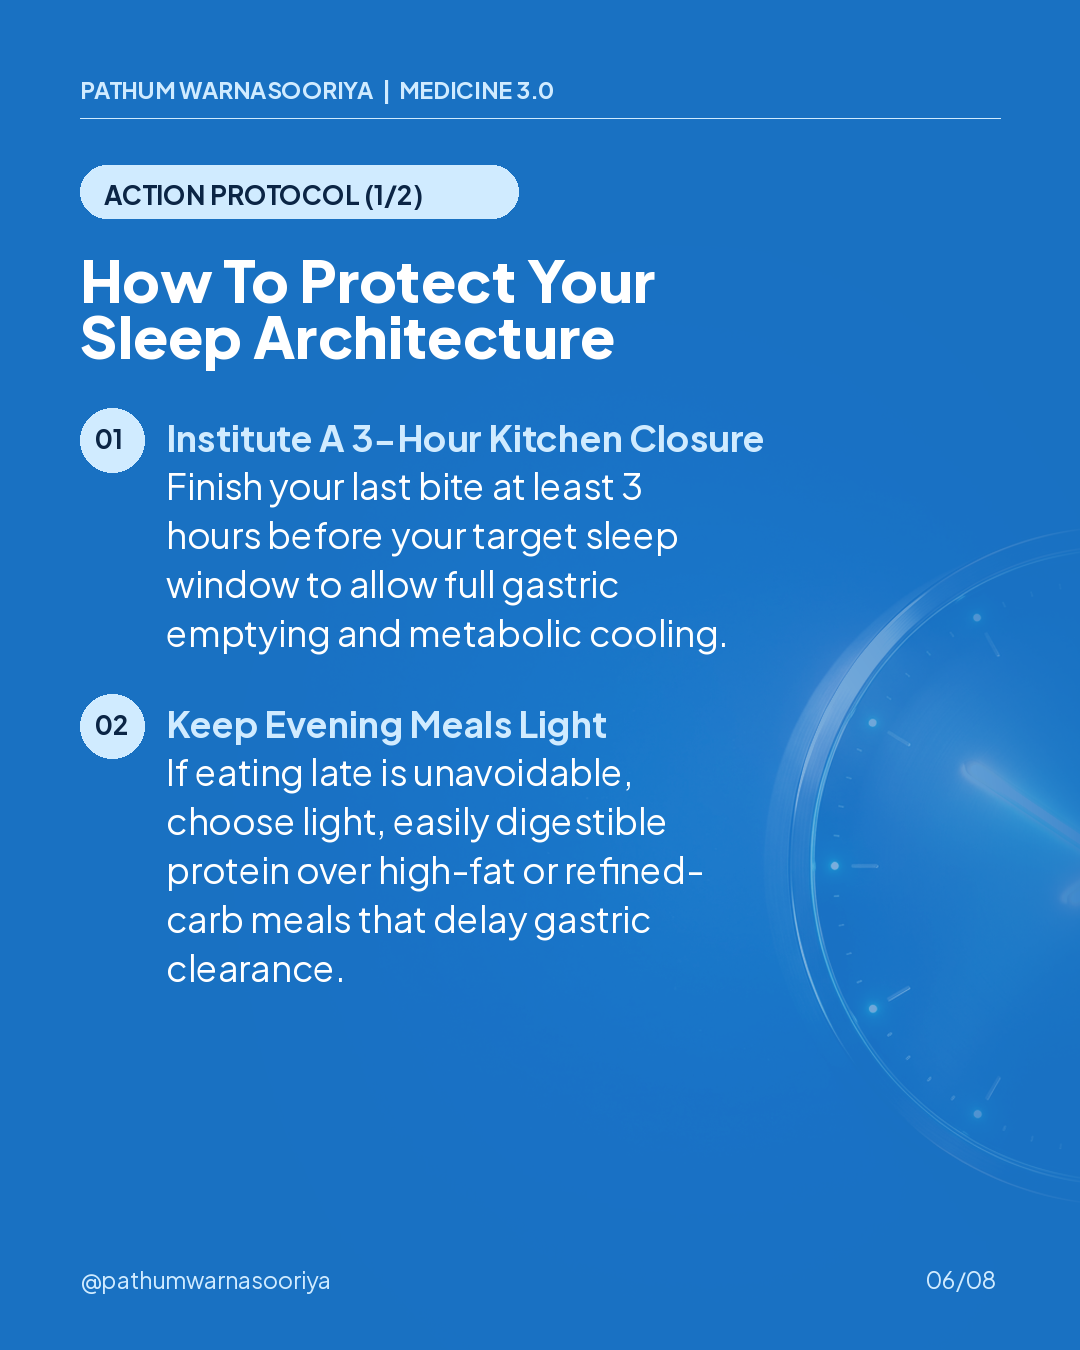 PATHUM WARNASOORIYA | MEDICINE 3.0
ACTION PROTOCOL (1/2)
How To Protect Your
Sleep Architecture
01
Institute A 3-Hour Kitchen Closure
Finish your last bite at least 3
hours before your target sleep
window to allow full gastric
emptying and metabolic cooling.
02
Keep Evening Meals Light
If eating late is unavoidable,
choose light, easily digestible
protein over high-fat or refined-
carb meals that delay gastric
clearance.
@pathumwarnasooriya
06/08